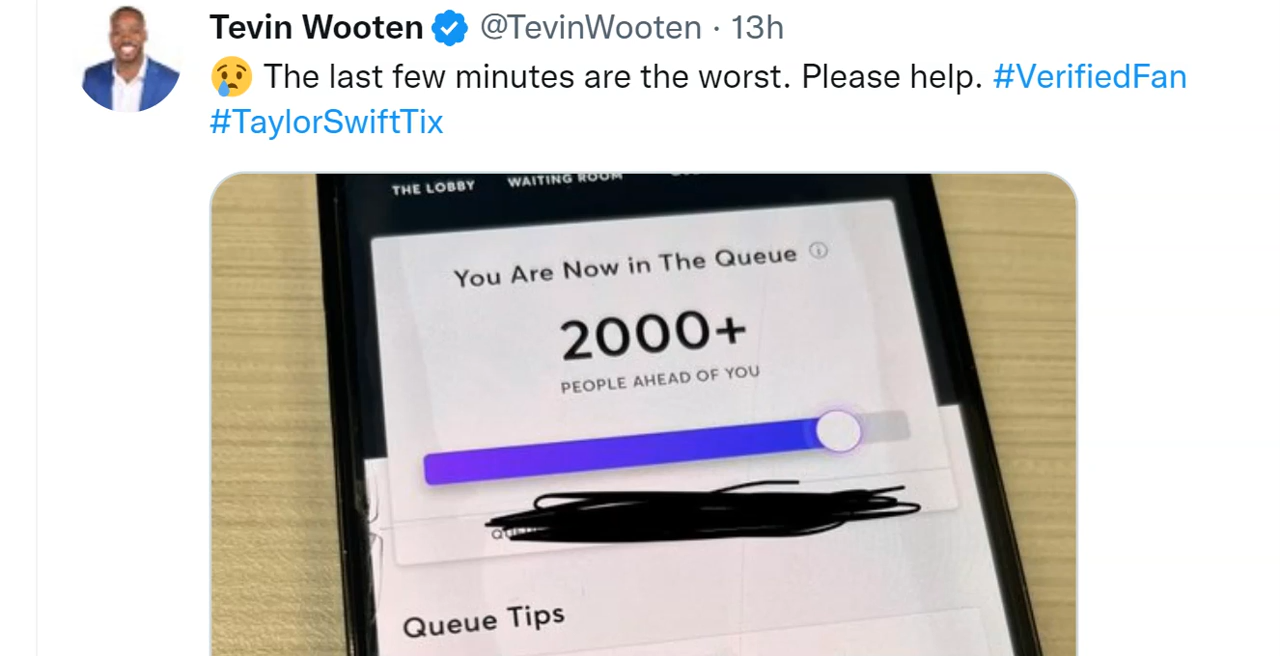 Tevin Wooten @TevinWooten · 13h
😢 The last few minutes are the worst. Please help. #VerifiedFan
#TaylorSwiftTix
THE LOBBY WAITING ROOM
You Are Now in The Queue
2000+
PEOPLE AHEAD OF YOU
Queue Tips